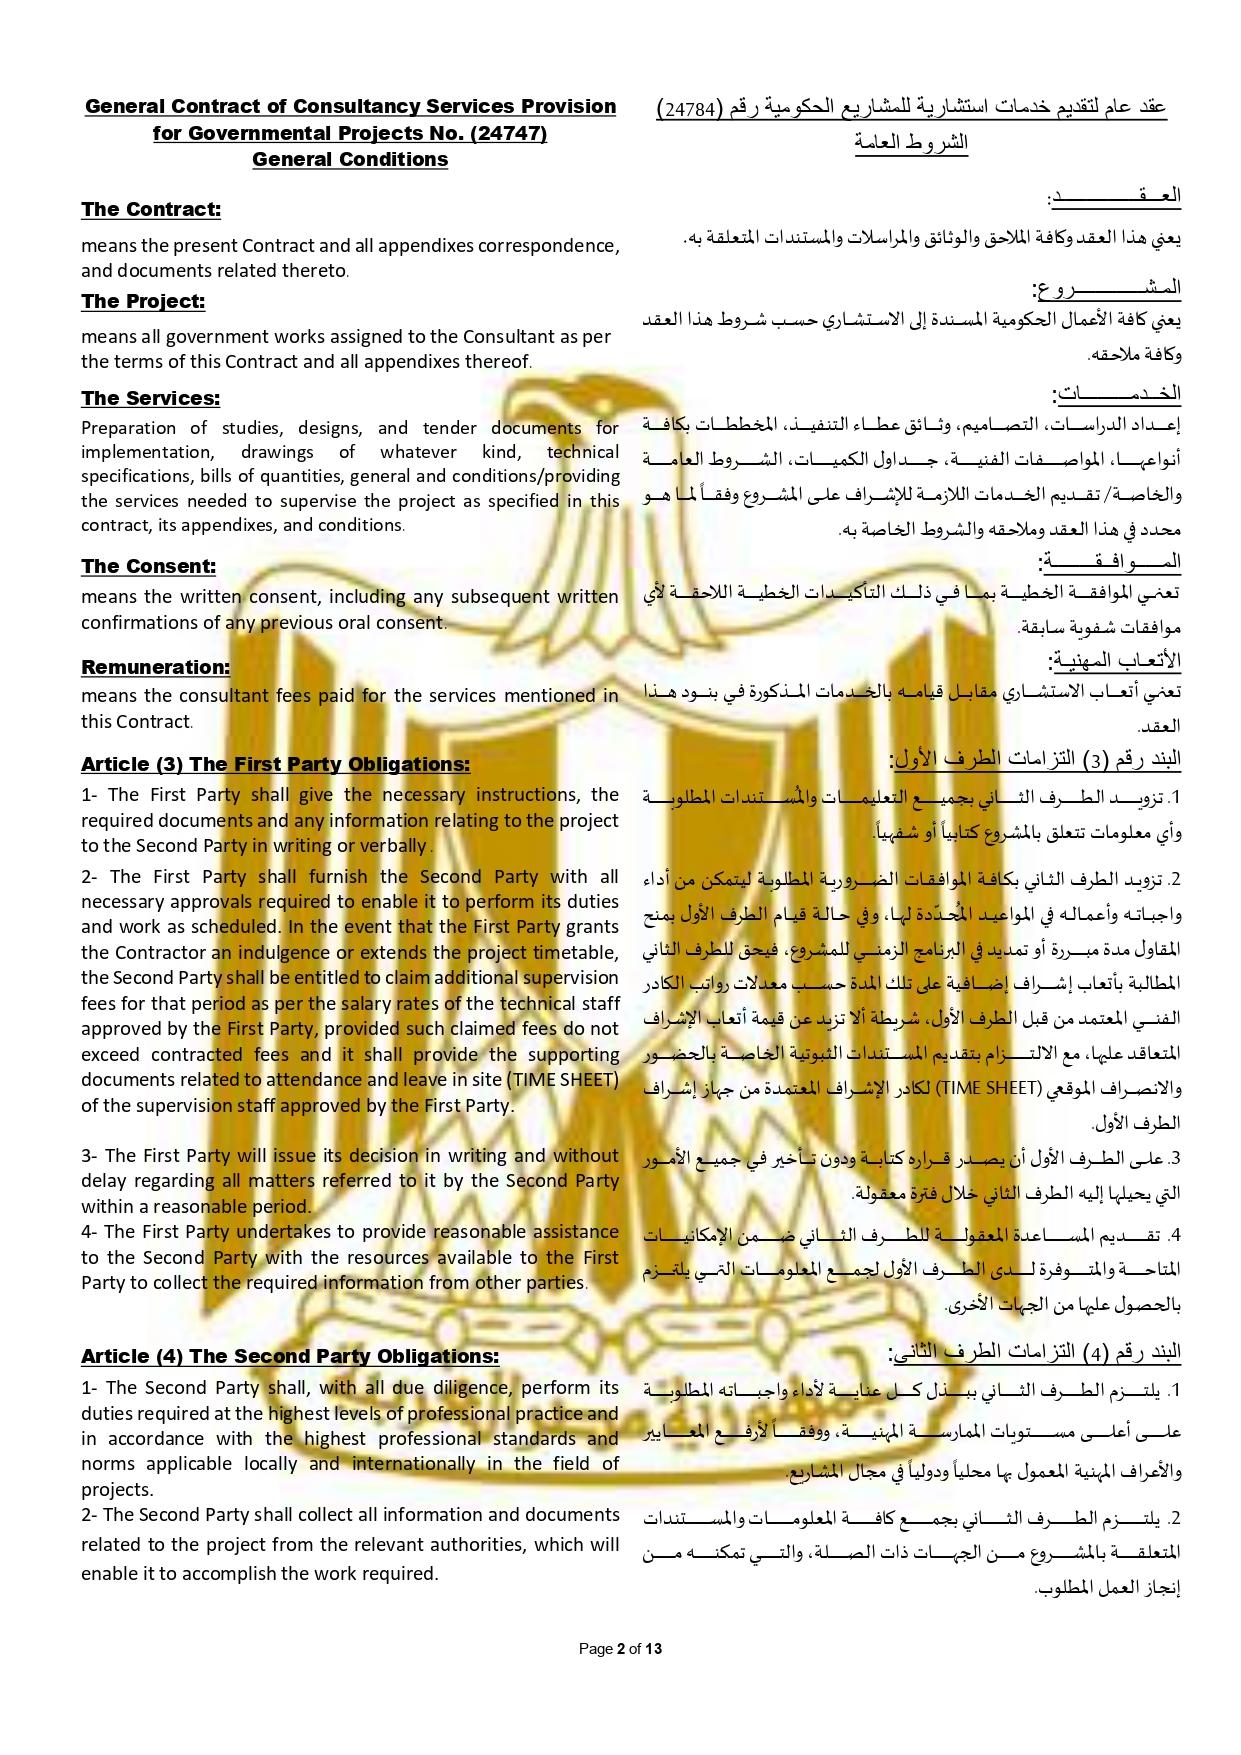 General Contract of Consultancy Services Provision
for Governmental Projects No. (24747)
General Conditions
The Contract:
means the present Contract and all appendixes correspondence,
and documents related thereto.
The Project:
means all government works assigned to the Consultant as per
the terms of this Contract and all appendixes thereof.
The Services:
Preparation of studies, designs, and tender documents for
implementation, drawings of whatever kind, technical
specifications, bills of quantities, general and conditions/providing
the services needed to supervise the project as specified in this
contract, its appendixes, and conditions.
The Consent:
means the written consent, including any subsequent written
confirmations of any previous oral consent.
Remuneration:
means the consultant fees paid for the services mentioned in
this Contract.
Article (3) The First Party Obligations:
1- The First Party shall give the necessary instructions, the
required documents and any information relating to the project
to the Second Party in writing or verbally .
2- The First Party shall furnish the Second Party with all
necessary approvals required to enable it to perform its duties
and work as scheduled. In the event that the First Party grants
the Contractor an indulgence or extends the project timetable,
the Second Party shall be entitled to claim additional supervision
fees for that period as per the salary rates of the technical staff
approved by the First Party, provided such claimed fees do not
exceed contracted fees and it shall provide the supporting
documents related to attendance and leave in site (TIME SHEET)
of the supervision staff approved by the First Party.
3- The First Party will issue its decision in writing and without
delay regarding all matters referred to it by the Second Party
within a reasonable period.
4- The First Party undertakes to provide reasonable assistance
to the Second Party with the resources available to the First
Party to collect the required information from other parties.
Article (4) The Second Party Obligations:
1- The Second Party shall, with all due diligence, perform its
duties required at the highest levels of professional practice and
in accordance with the highest professional standards and
norms applicable locally and internationally in the field of
projects.
2- The Second Party shall collect all information and documents
related to the project from the relevant authorities, which will
enable it to accomplish the work required.
عقد عام لتقديم خدمات استشارية للمشاريع الحكومية رقم (24784)
الشروط العامة
العقد:
يعني هذا العقد وكافة الملاحق والوثائق والمراسلات والمستندات المتعلقة به.
المشروع:
يعني كافة الأعمال الحكومية المسندة إلى الاستشاري حسب شروط هذا العقد
وكافة ملاحقه.
الخدمات:
إعداد الدراسات، التصاميم، وثائق عطاء التنفيذ، المخططات بكافة
أنواعها، المواصفات الفنية، جداول الكميات، الشروط العامة
والخاصة/ تقديم الخدمات اللازمة للإشراف على المشروع وفقاً لما هو
محدد في هذا العقد وملاحقه والشروط الخاصة به.
الموافقة:
تعني الموافقة الخطية بما في ذلك التأكيدات الخطية اللاحقة لأي
موافقات شفوية سابقة.
الأتعاب المهنية:
تعني أتعاب الاستشاري مقابل قيامه بالخدمات المذكورة في بنود هذا
العقد.
البند رقم (3) التزامات الطرف الأول:
1. تزويد الطرف الثاني بجميع التعليمات والمُستندات المطلوبة
وأي معلومات تتعلق بالمشروع كتابياً أو شفهياً.
2. تزويد الطرف الثاني بكافة الموافقات الضرورية المطلوبة ليتمكن من أداء
واجباته وأعماله في المواعيد المُحدّدة لها، وفي حالة قيام الطرف الأول بمنح
المقاول مدة مبررة أو تمديد في البرنامج الزمني للمشروع، فيحق للطرف الثاني
المطالبة بأتعاب إشراف إضافية على تلك المدة حسب معدلات رواتب الكادر
الفني المعتمد من قبل الطرف الأول، شريطة ألا تزيد عن قيمة أتعاب الإشراف
المتعاقد عليها، مع الالتزام بتقديم المستندات الثبوتية الخاصة بالحضور
والانصراف الموقعي (TIME SHEET) لكادر الإشراف المعتمدة من جهاز إشراف
الطرف الأول.
3. على الطرف الأول أن يصدر قراره كتابة ودون تأخير في جميع الأمور
التي يحيلها إليه الطرف الثاني خلال فترة معقولة.
4. تقديم المساعدة المعقولة للطرف الثاني ضمن الإمكانيات
المتاحة والمتوفرة لدى الطرف الأول لجمع المعلومات التي يلتزم
بالحصول عليها من الجهات الأخرى.
البند رقم (4) التزامات الطرف الثاني:
1. يلتزم الطرف الثاني ببذل كل عناية لأداء واجباته المطلوبة
على أعلى مستويات الممارسة المهنية، ووفقاً لأرفع المعايير
والأعراف المهنية المعمول بها محلياً ودولياً في مجال المشاريع.
2. يلتزم الطرف الثاني بجمع كافة المعلومات والمستندات
المتعلقة بالمشروع من الجهات ذات الصلة، والتي تمكنه من
إنجاز العمل المطلوب.
جمهورية مصر العربية
Page 2 of 13